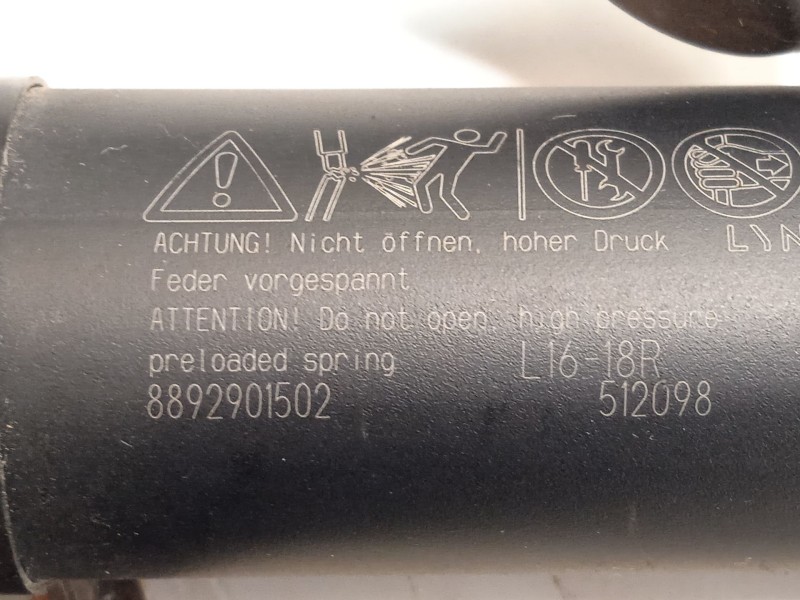 ACHTUNG! Nicht öffnen, hoher Druck
LYN
Feder vorgespannt
ATTENTION! Do not open, high pressure
preloaded spring L16-18R
8892901502 512098